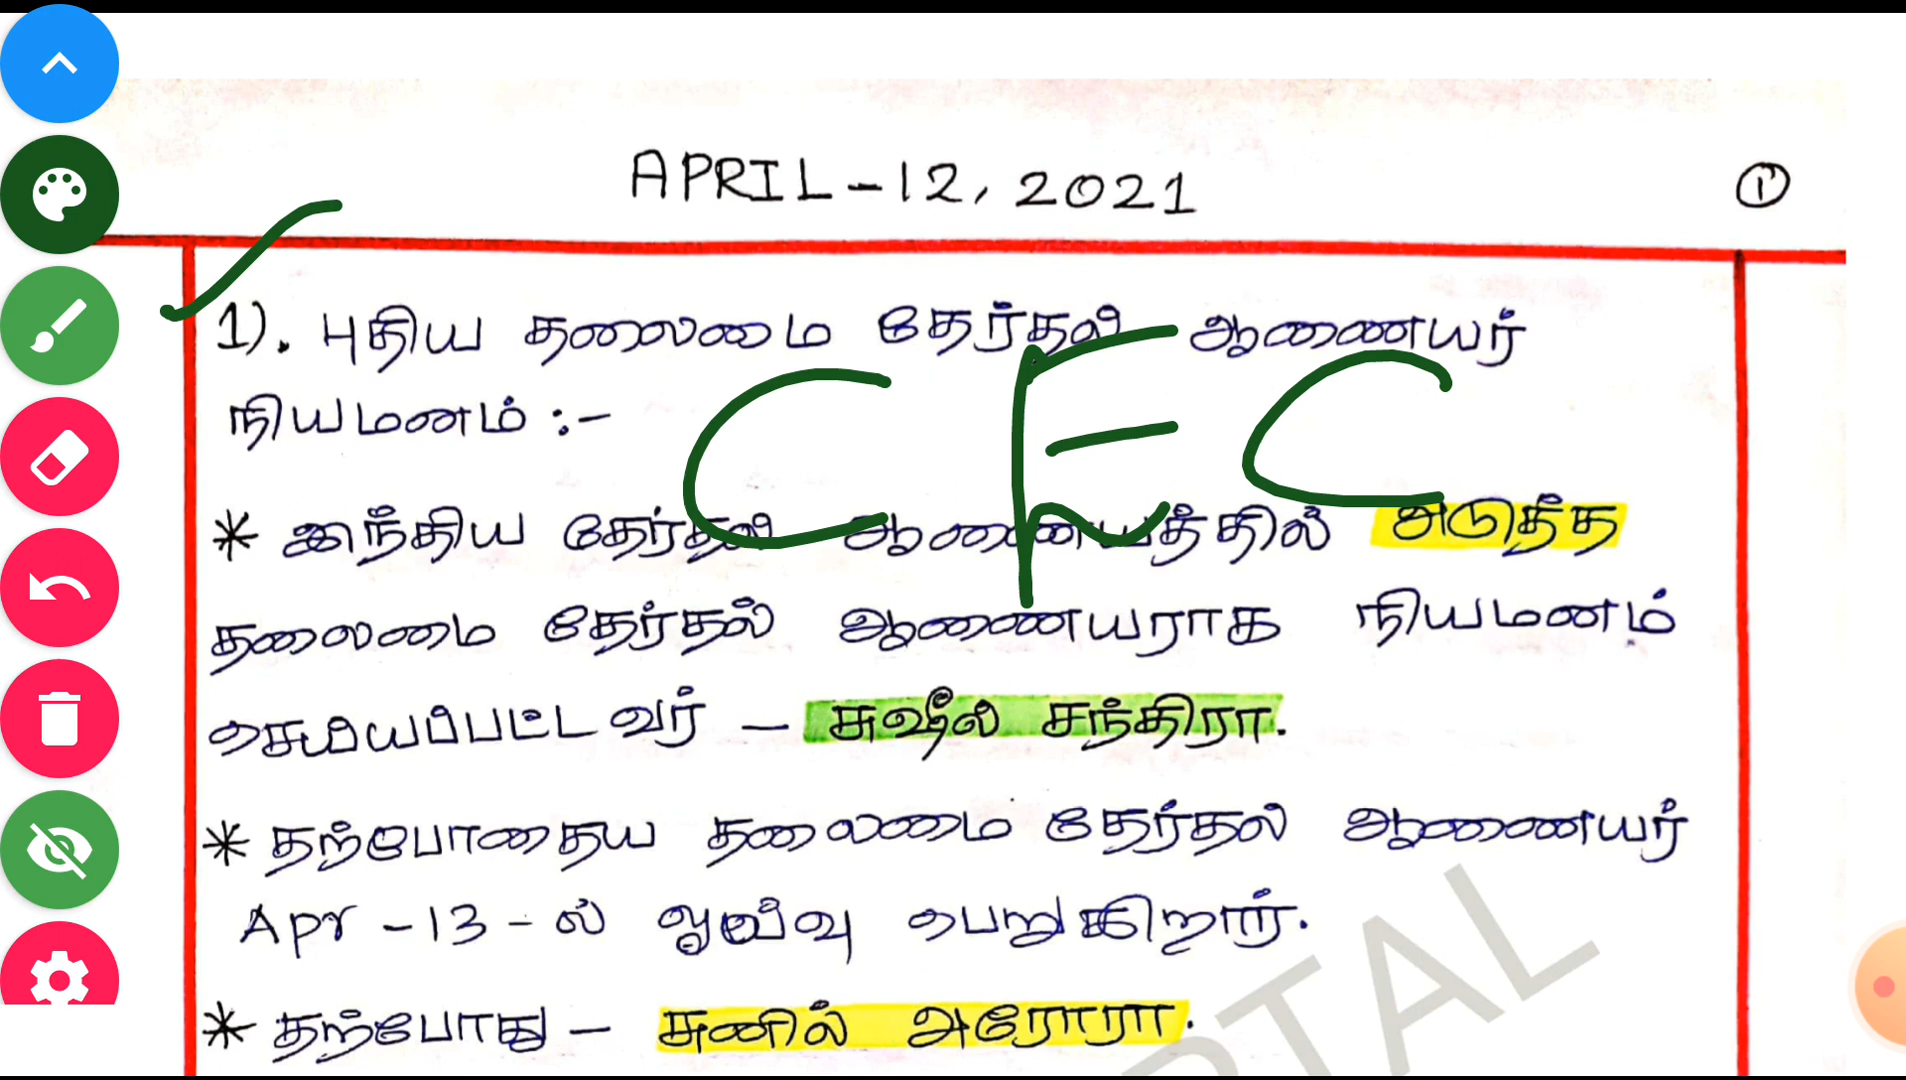 APRIL - 12, 2021
1
1). புதிய தலைமை தேர்தல் ஆணையர்
நியமனம் :-
CEC
* இந்திய தேர்தல் ஆணையத்தில் அடுத்த
தலைமை தேர்தல் ஆணையராக நியமனம்
செய்யப்பட்டவர் - சுஷீல் சந்திரா.
* தற்போதைய தலைமை தேர்தல் ஆணையர்
Apr - 13 - ல் ஓய்வு பெறுகிறார்.
* தற்போது - சுனில் அரோரா.